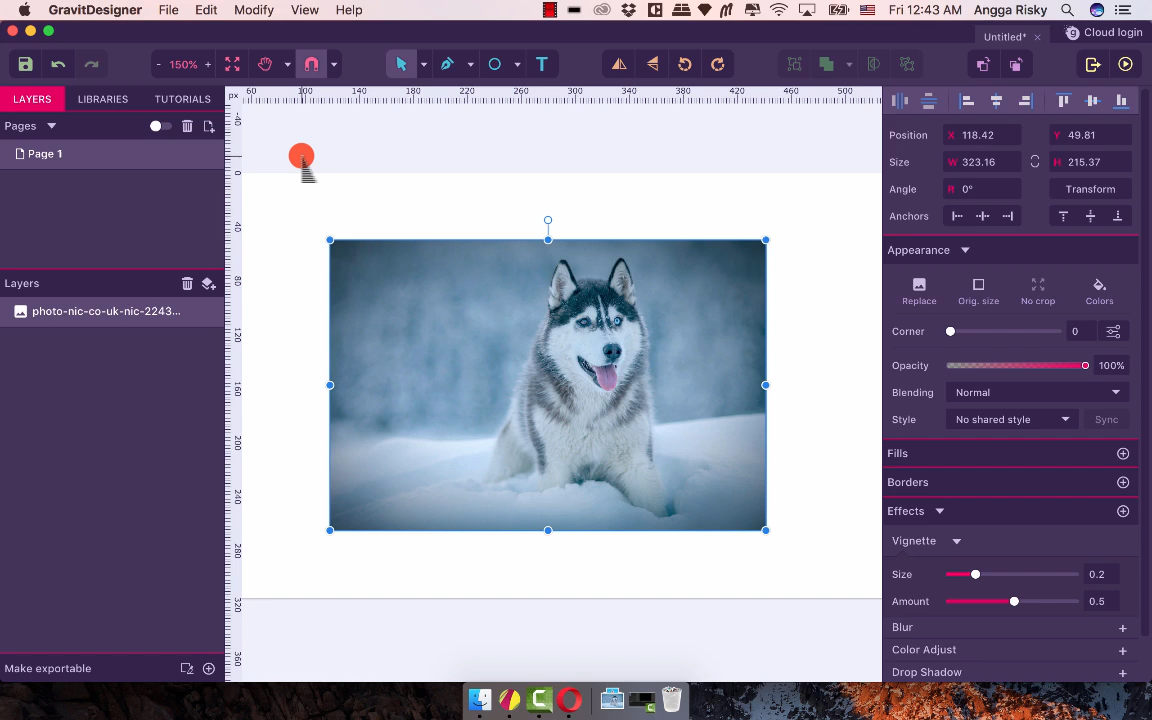 GravitDesigner File Edit Modify View Help Fri 12:43 AM Angga Risky
Untitled* Cloud login
- 150% + T
LAYERS LIBRARIES TUTORIALS
px 60 100 140 180 220 260 300 340 380 420 460 500
Pages
Page 1
Layers
photo-nic-co-uk-nic-2243...
Make exportable
-40
0
40
80
120
160
200
240
280
320
360
Position X 118.42 Y 49.81
Size W 323.16 H 215.37
Angle R 0° Transform
Anchors
Appearance
Replace Orig. size No crop Colors
Corner 0
Opacity 100%
Blending Normal
Style No shared style Sync
Fills
Borders
Effects
Vignette
Size 0.2
Amount 0.5
Blur +
Color Adjust +
Drop Shadow +